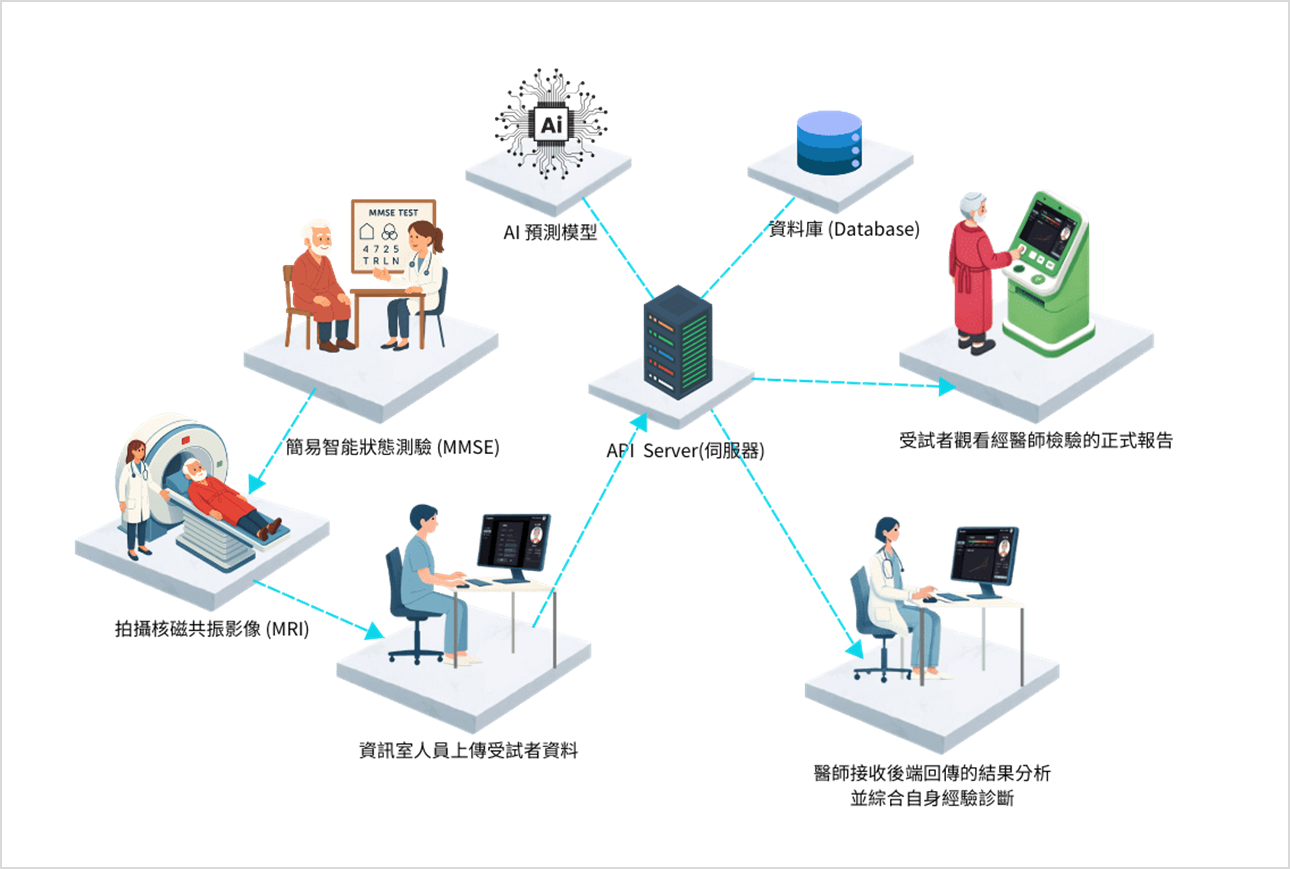 Ai
AI 預測模型
資料庫 (Database)
MMSE TEST
4 7 2 5
T R L N
簡易智能狀態測驗 (MMSE)
API Server(伺服器)
受試者觀看經醫師檢驗的正式報告
拍攝核磁共振影像 (MRI)
資訊室人員上傳受試者資料
醫師接收後端回傳的結果分析
並綜合自身經驗診斷